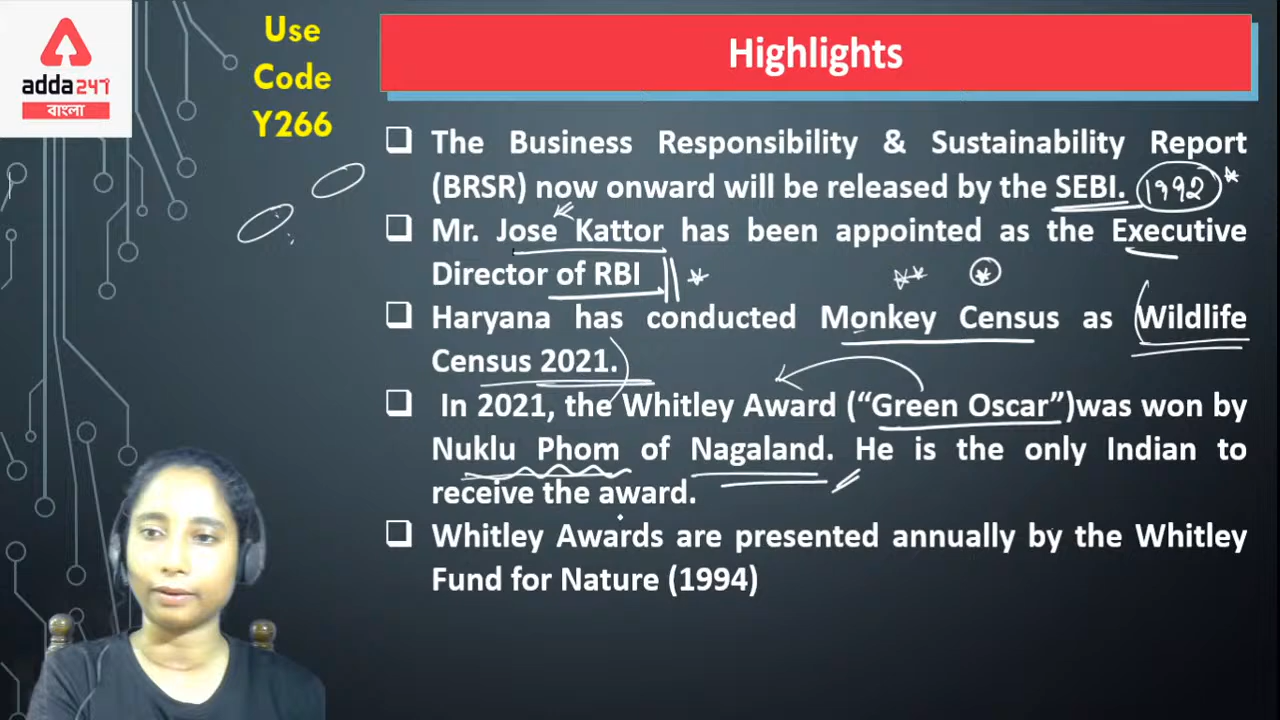 adda247
বাংলা
Use
Code
Y266
Highlights
The Business Responsibility & Sustainability Report
(BRSR) now onward will be released by the SEBI. 1992 *
Mr. Jose Kattor has been appointed as the Executive
Director of RBI *
** *
Haryana has conducted Monkey Census as Wildlife
Census 2021.
In 2021, the Whitley Award (“Green Oscar”)was won by
Nuklu Phom of Nagaland. He is the only Indian to
receive the award.
Whitley Awards are presented annually by the Whitley
Fund for Nature (1994)